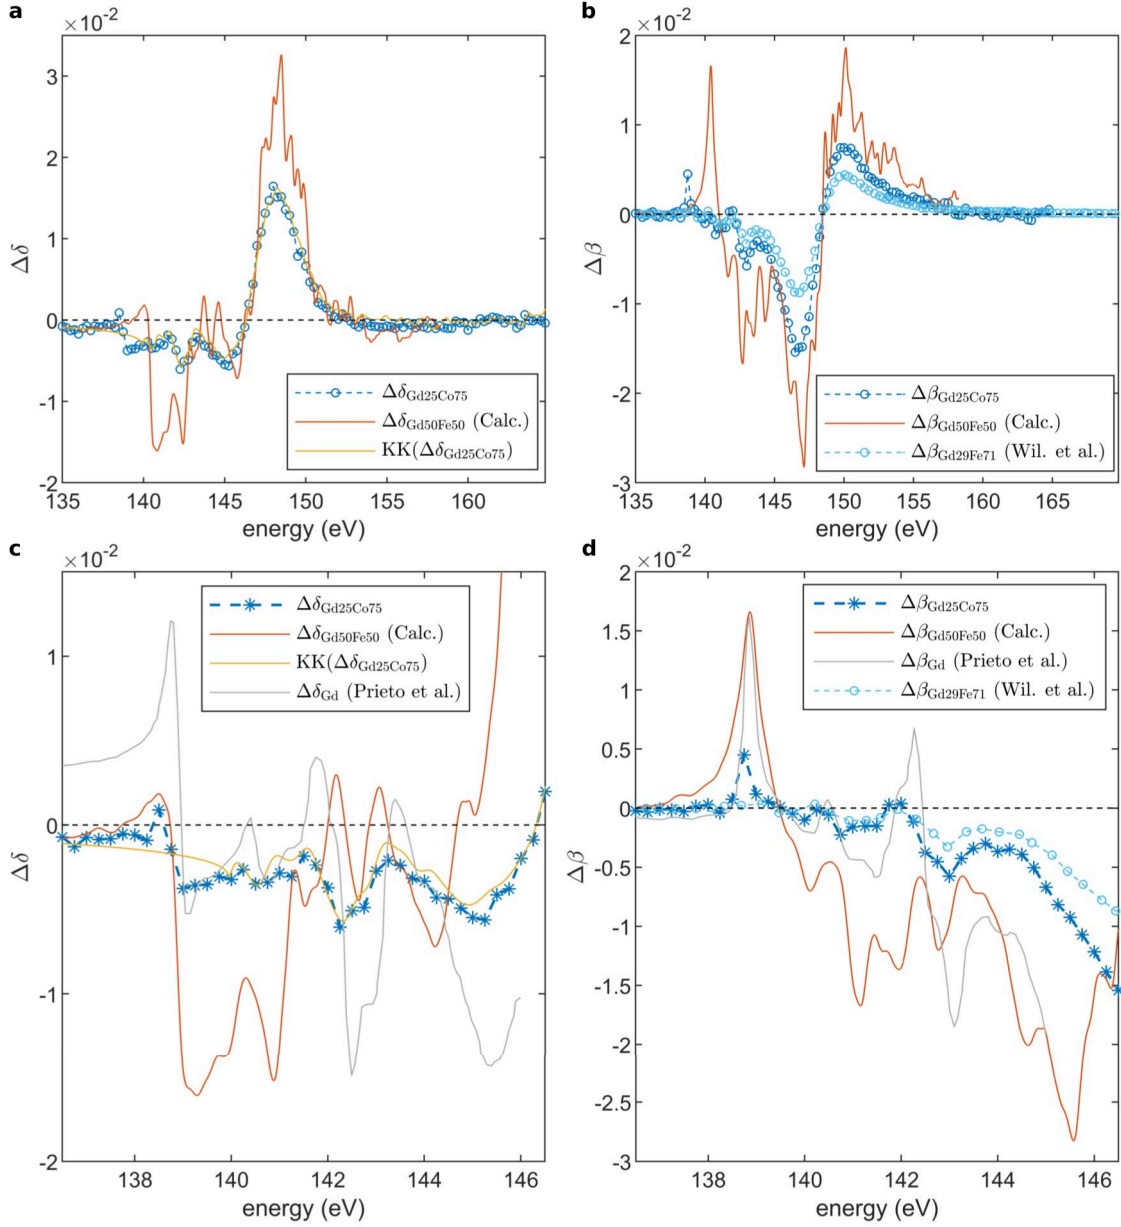 a
×10⁻²
3
2
1
0
-1
-2
135 140 145 150 155 160
energy (eV)
Δδ
Δδ_Gd25Co75
Δδ_Gd50Fe50 (Calc.)
KK(Δδ_Gd25Co75)
b
×10⁻²
2
1
0
-1
-2
-3
135 140 145 150 155 160 165
energy (eV)
Δβ
Δβ_Gd25Co75
Δβ_Gd50Fe50 (Calc.)
Δβ_Gd29Fe71 (Wil. et al.)
c
×10⁻²
1
0
-1
-2
138 140 142 144 146
energy (eV)
Δδ
Δδ_Gd25Co75
Δδ_Gd50Fe50 (Calc.)
KK(Δδ_Gd25Co75)
Δδ_Gd (Prieto et al.)
d
×10⁻²
2
1.5
1
0.5
0
-0.5
-1
-1.5
-2
-2.5
-3
138 140 142 144 146
energy (eV)
Δβ
Δβ_Gd25Co75
Δβ_Gd50Fe50 (Calc.)
Δβ_Gd (Prieto et al.)
Δβ_Gd29Fe71 (Wil. et al.)